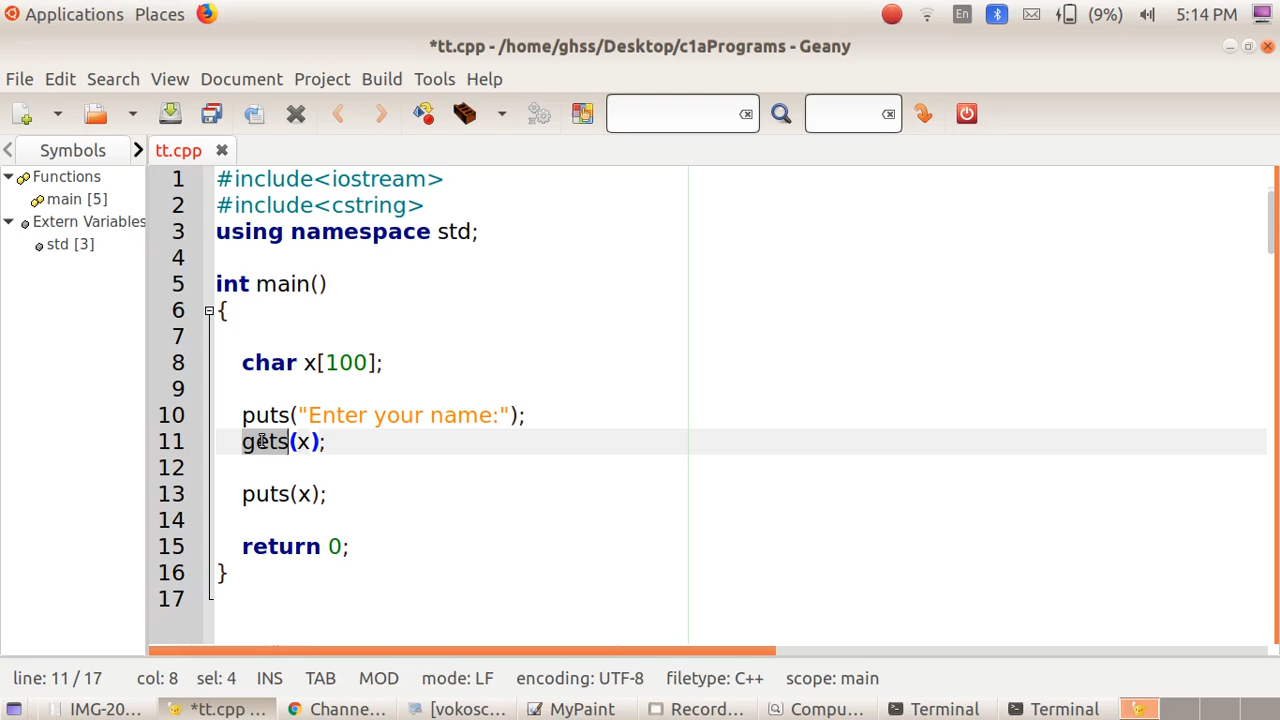 Applications Places En (9%) 5:14 PM
*tt.cpp - /home/ghss/Desktop/c1aPrograms - Geany
File Edit Search View Document Project Build Tools Help
Symbols tt.cpp
Functions
main [5]
Extern Variables
std [3]
1 #include<iostream>
2 #include<cstring>
3 using namespace std;
4
5 int main()
6 {
7
8 char x[100];
9
10 puts("Enter your name:");
11 gets(x);
12
13 puts(x);
14
15 return 0;
16 }
17
line: 11 / 17 col: 8 sel: 4 INS TAB MOD mode: LF encoding: UTF-8 filetype: C++ scope: main
IMG-20... *tt.cpp ... Channe... [vokosc... MyPaint Record... Compu... Terminal Terminal